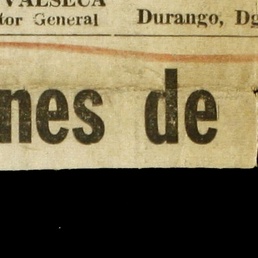 VALSECA
tor General
Durango, Dg
nes de